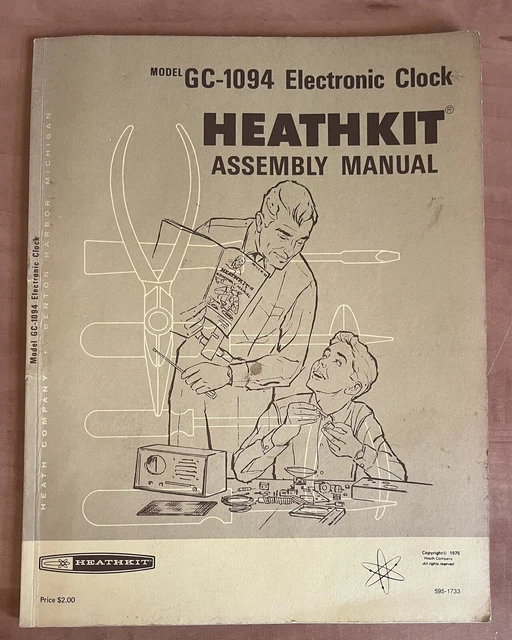 MODEL GC-1094 Electronic Clock
HEATHKIT®
ASSEMBLY MANUAL
Model GC-1094 Electronic Clock
HEATH COMPANY • BENTON HARBOR, MICHIGAN
HEATHKIT
HEATHKIT®
Price $2.00
Copyright © 1975
Heath Company
All rights reserved
595-1733